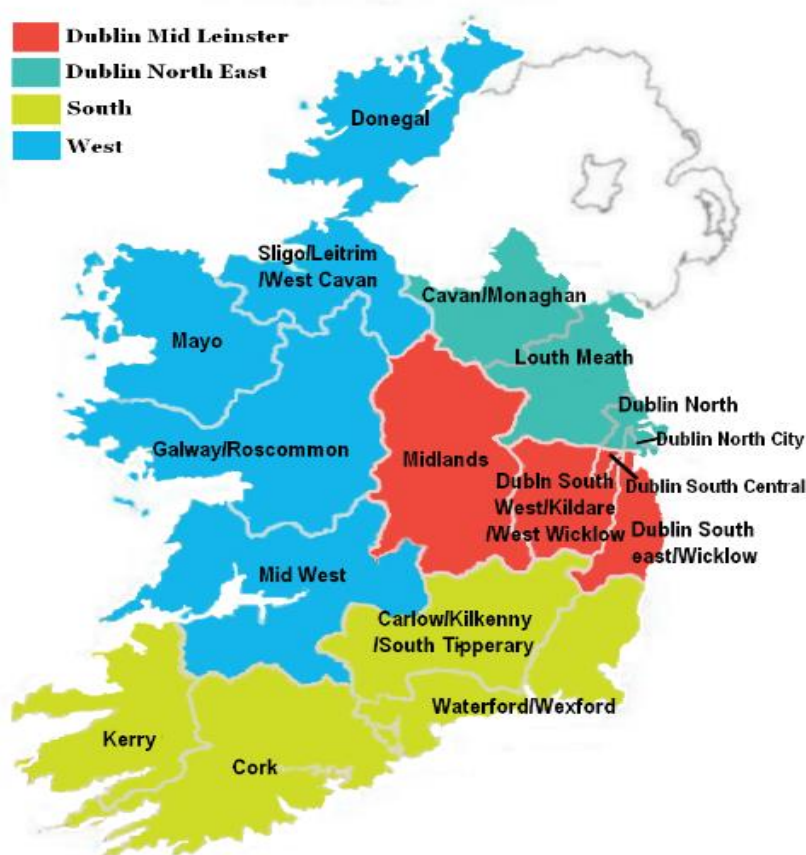 Dublin Mid Leinster
Dublin North East
South
West
Donegal
Sligo/Leitrim
/West Cavan
Cavan/Monaghan
Mayo
Louth Meath
Dublin North
Dublin North City
Galway/Roscommon
Midlands
Dubln South
West/Kildare
/West Wicklow
Dublin South Central
Dublin South
east/Wicklow
Mid West
Carlow/Kilkenny
/South Tipperary
Waterford/Wexford
Kerry
Cork